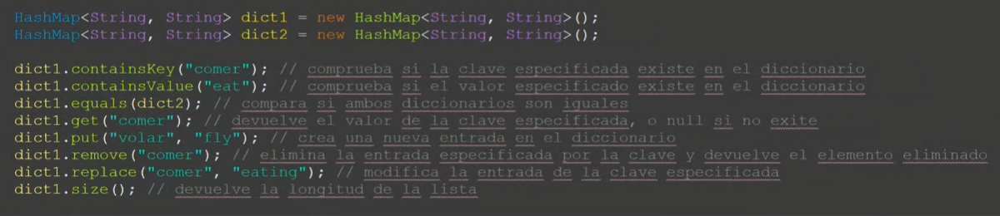 HashMap<String, String> dict1 = new HashMap<String, String>();
HashMap<String, String> dict2 = new HashMap<String, String>();
dict1.containsKey("comer"); // comprueba si la clave especificada existe en el diccionario
dict1.containsValue("eat"); // comprueba si el valor especificado existe en el diccionario
dict1.equals(dict2); // compara si ambos diccionarios son iguales
dict1.get("comer"); // devuelve el valor de la clave especificada, o null si no exite
dict1.put("volar", "fly"); // crea una nueva entrada en el diccionario
dict1.remove("comer"); // elimina la entrada especificada por la clave y devuelve el elemento eliminado
dict1.replace("comer", "eating"); // modifica la entrada de la clave especificada
dict1.size(); // devuelve la longitud de la lista